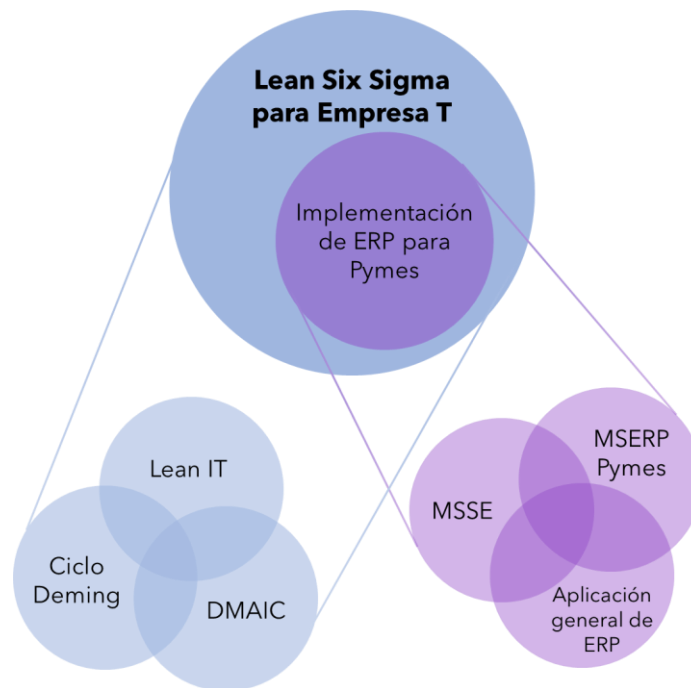 Lean Six Sigma
para Empresa T
Implementación
de ERP para
Pymes
Lean IT
Ciclo
Deming
DMAIC
MSSE
MSERP
Pymes
Aplicación
general de
ERP